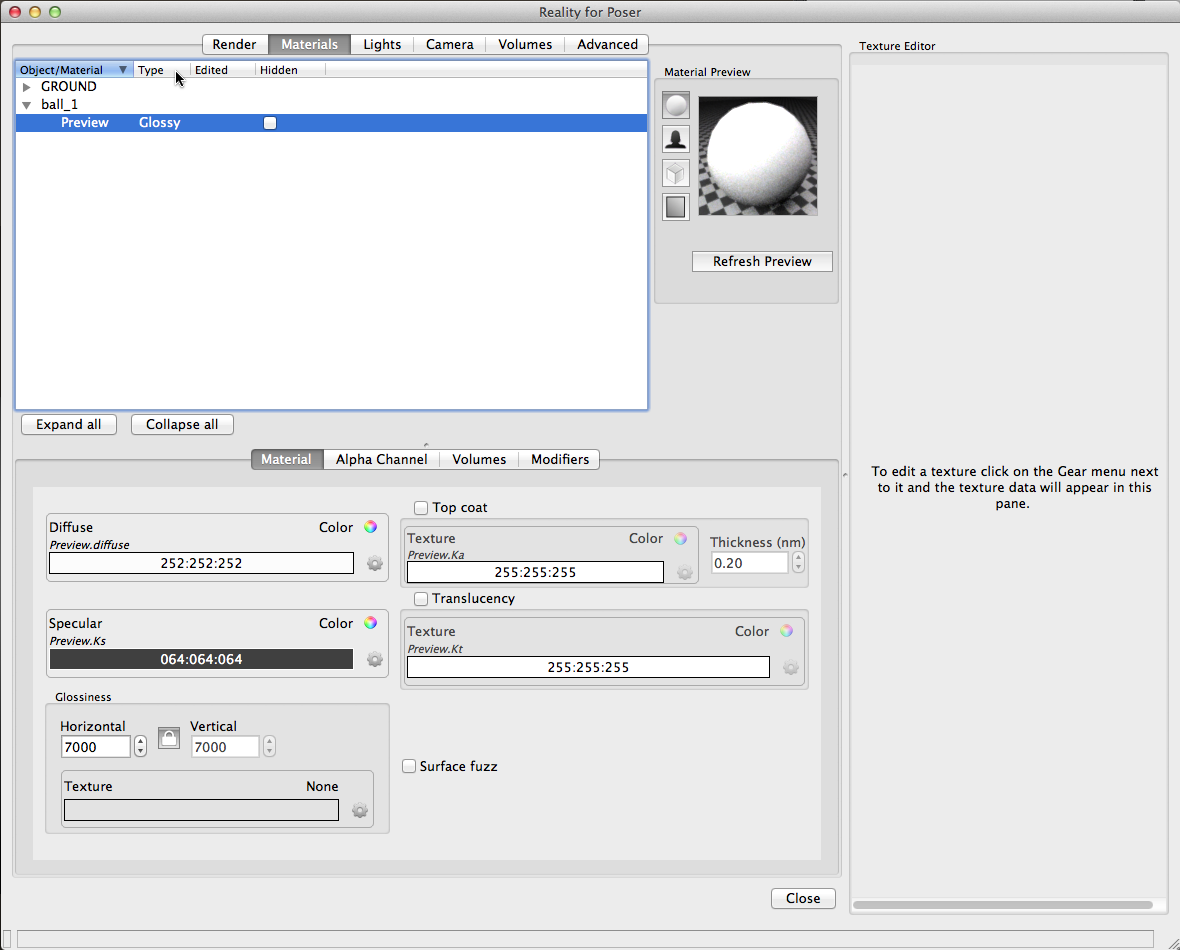 Reality for Poser
Render Materials Lights Camera Volumes Advanced
Object/Material Type Edited Hidden
GROUND
ball_1
Preview Glossy
Expand all Collapse all
Material Preview
Refresh Preview
Material Alpha Channel Volumes Modifiers
Diffuse Color
Preview.diffuse
252:252:252
Specular Color
Preview.Ks
064:064:064
Glossiness
Horizontal Vertical
7000 7000
Texture None
Top coat
Texture Color
Preview.Ka
255:255:255
Thickness (nm)
0.20
Translucency
Texture Color
Preview.Kt
255:255:255
Surface fuzz
Close
Texture Editor
To edit a texture click on the Gear menu next
to it and the texture data will appear in this
pane.